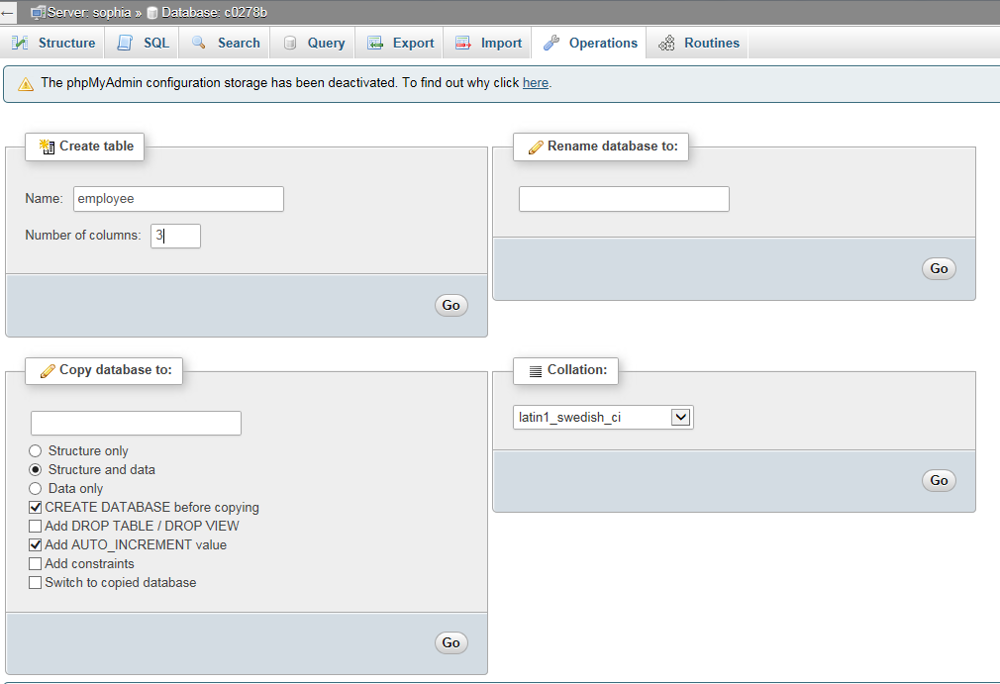 Server: sophia » Database: c0278b
Structure SQL Search Query Export Import Operations Routines
The phpMyAdmin configuration storage has been deactivated. To find out why click here.
Create table
Name: employee
Number of columns: 3
Go
Rename database to:
Go
Copy database to:
Structure only
Structure and data
Data only
CREATE DATABASE before copying
Add DROP TABLE / DROP VIEW
Add AUTO_INCREMENT value
Add constraints
Switch to copied database
Go
Collation:
latin1_swedish_ci
Go